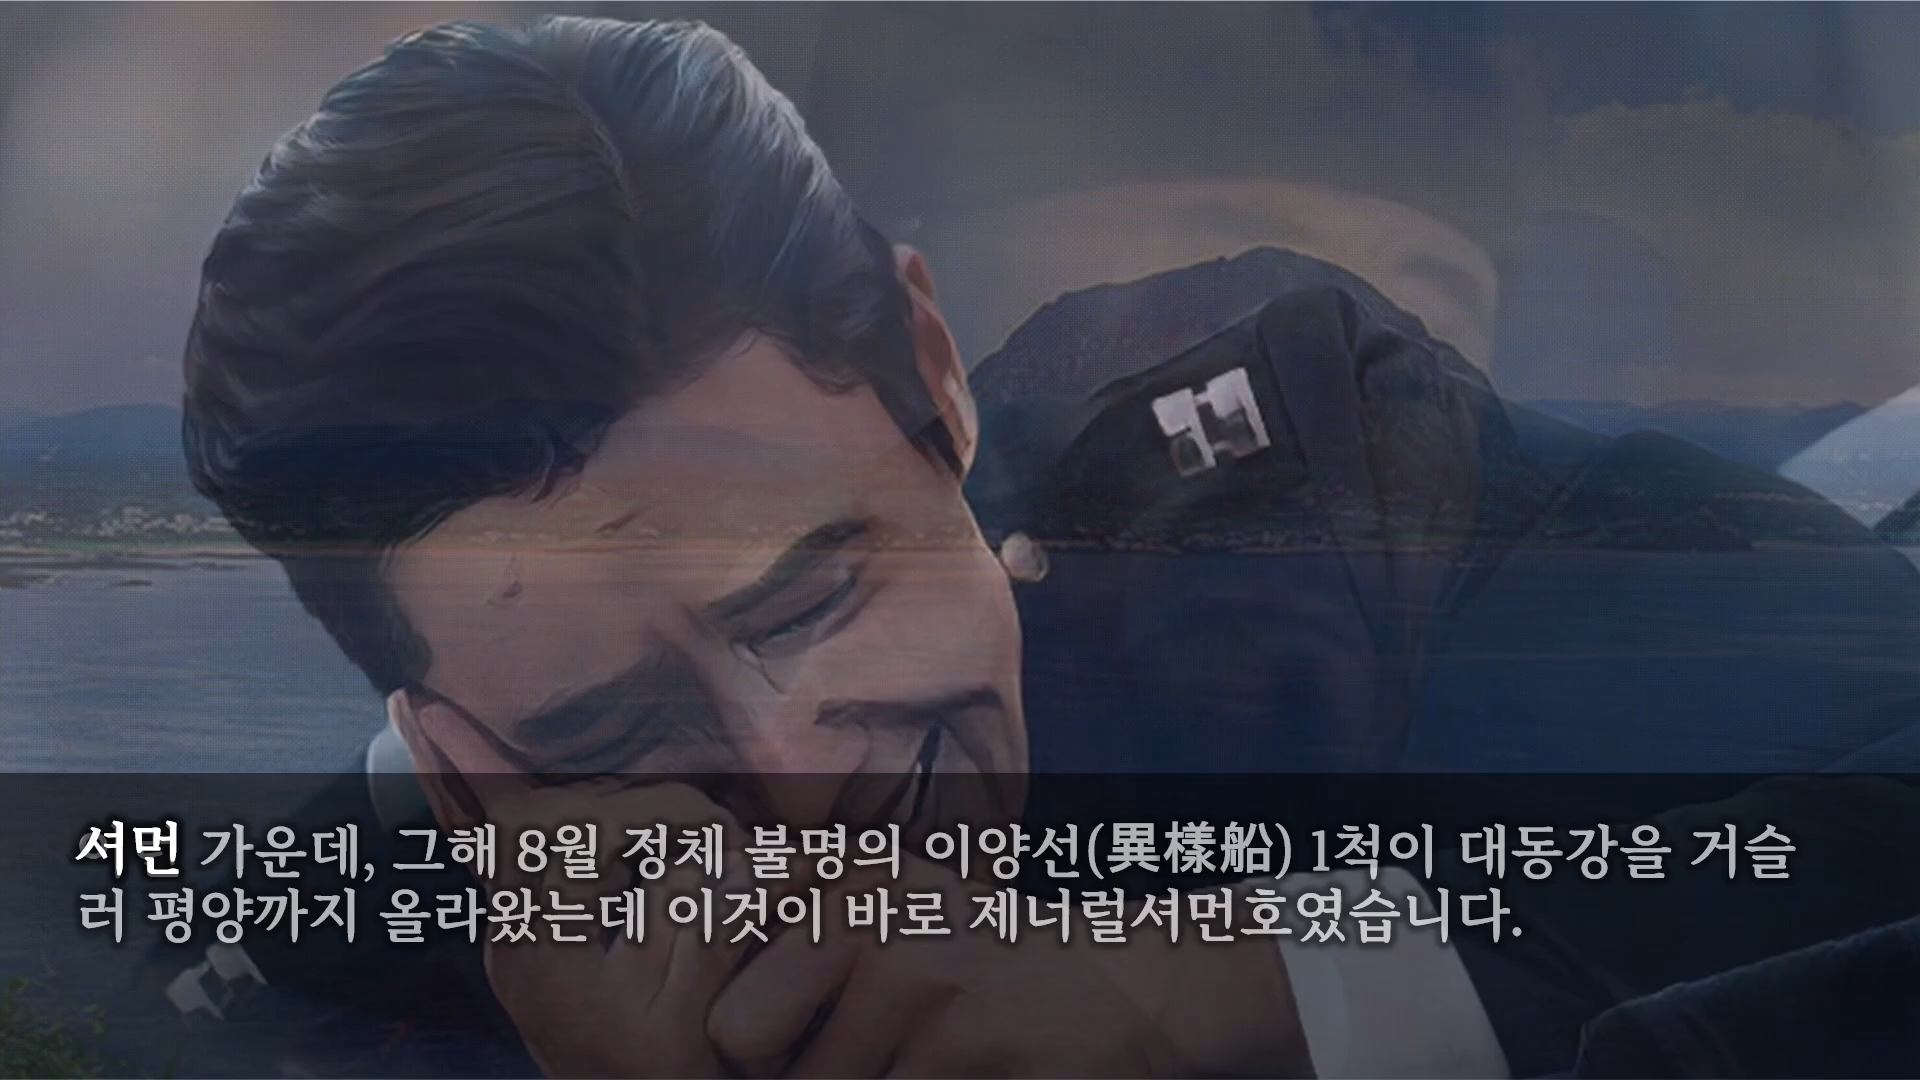 셔먼 가운데, 그해 8월 정체 불명의 이양선(異樣船) 1척이 대동강을 거슬
러 평양까지 올라왔는데 이것이 바로 제너럴셔먼호였습니다.